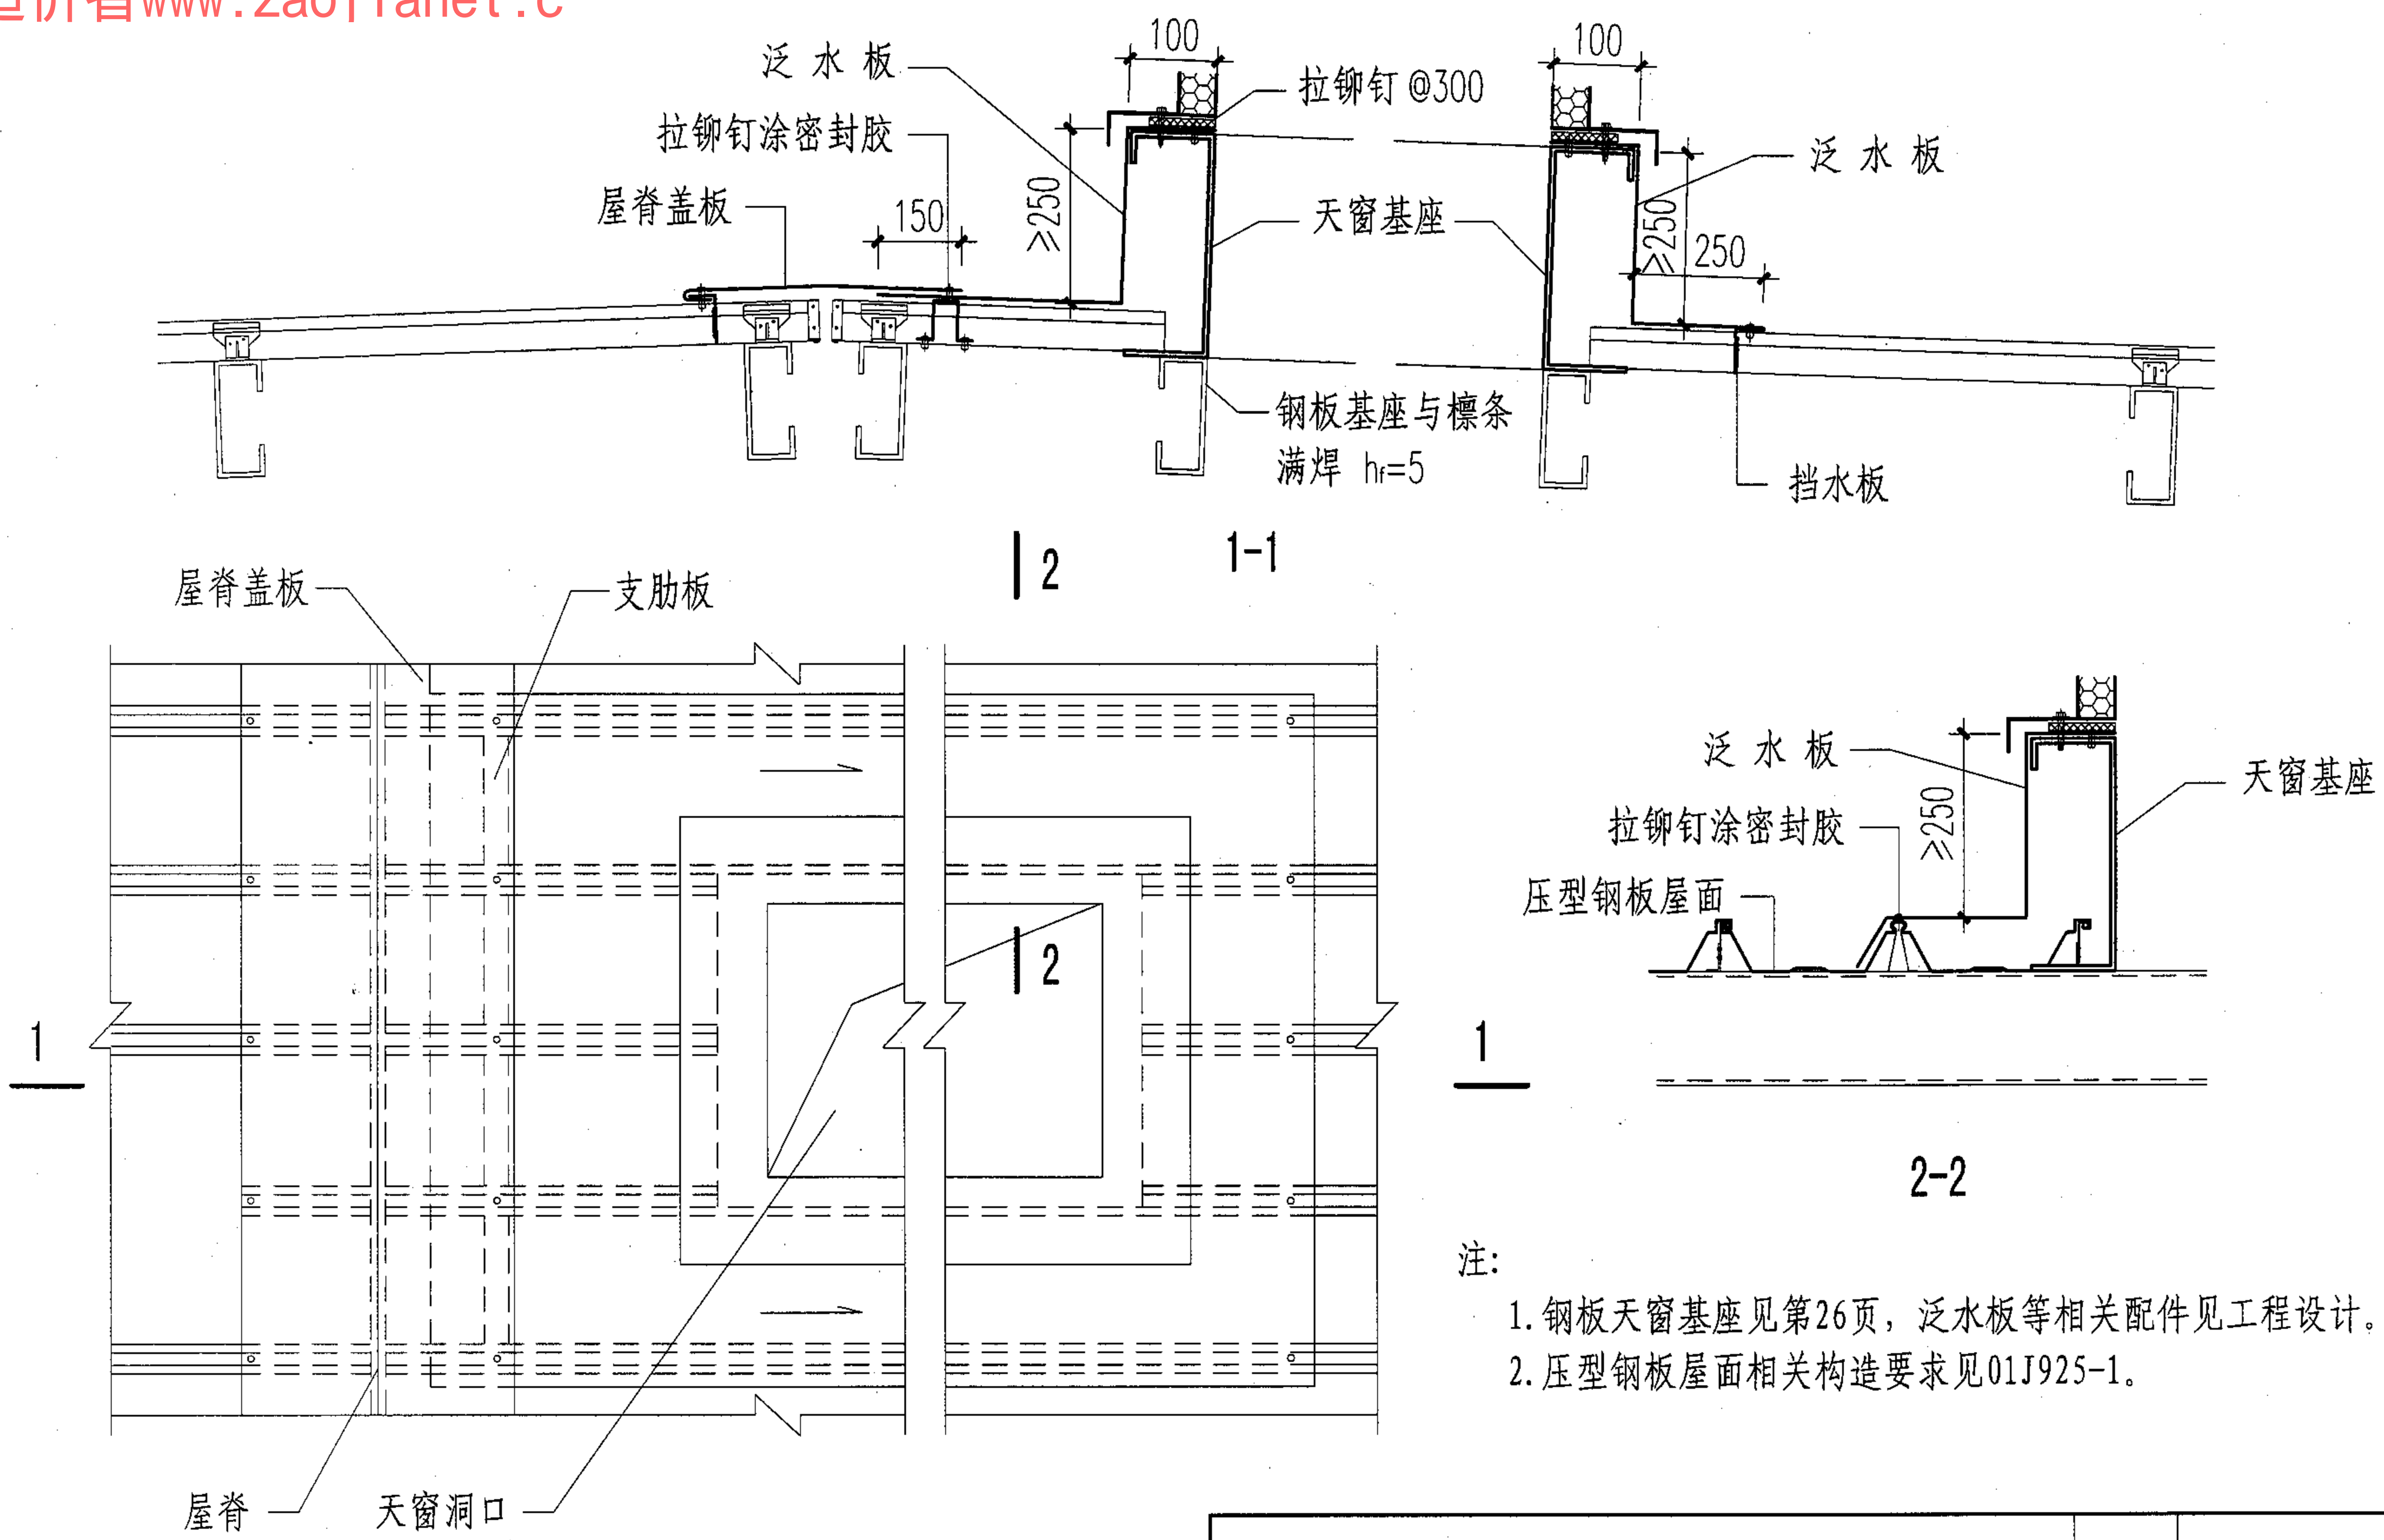 造价者www.zaojianet.c
泛水板
100
拉铆钉@300
100
拉铆钉涂密封胶
泛水板
屋脊盖板
150
≥250
天窗基座
≥250
250
钢板基座与檩条
满焊 hf=5
挡水板
2
1-1
屋脊盖板
支肋板
泛水板
天窗基座
≥250
拉铆钉涂密封胶
压型钢板屋面
2
1
1
2-2
注:
1.钢板天窗基座见第26页，泛水板等相关配件见工程设计。
2.压型钢板屋面相关构造要求见01J925-1。
屋脊
天窗洞口